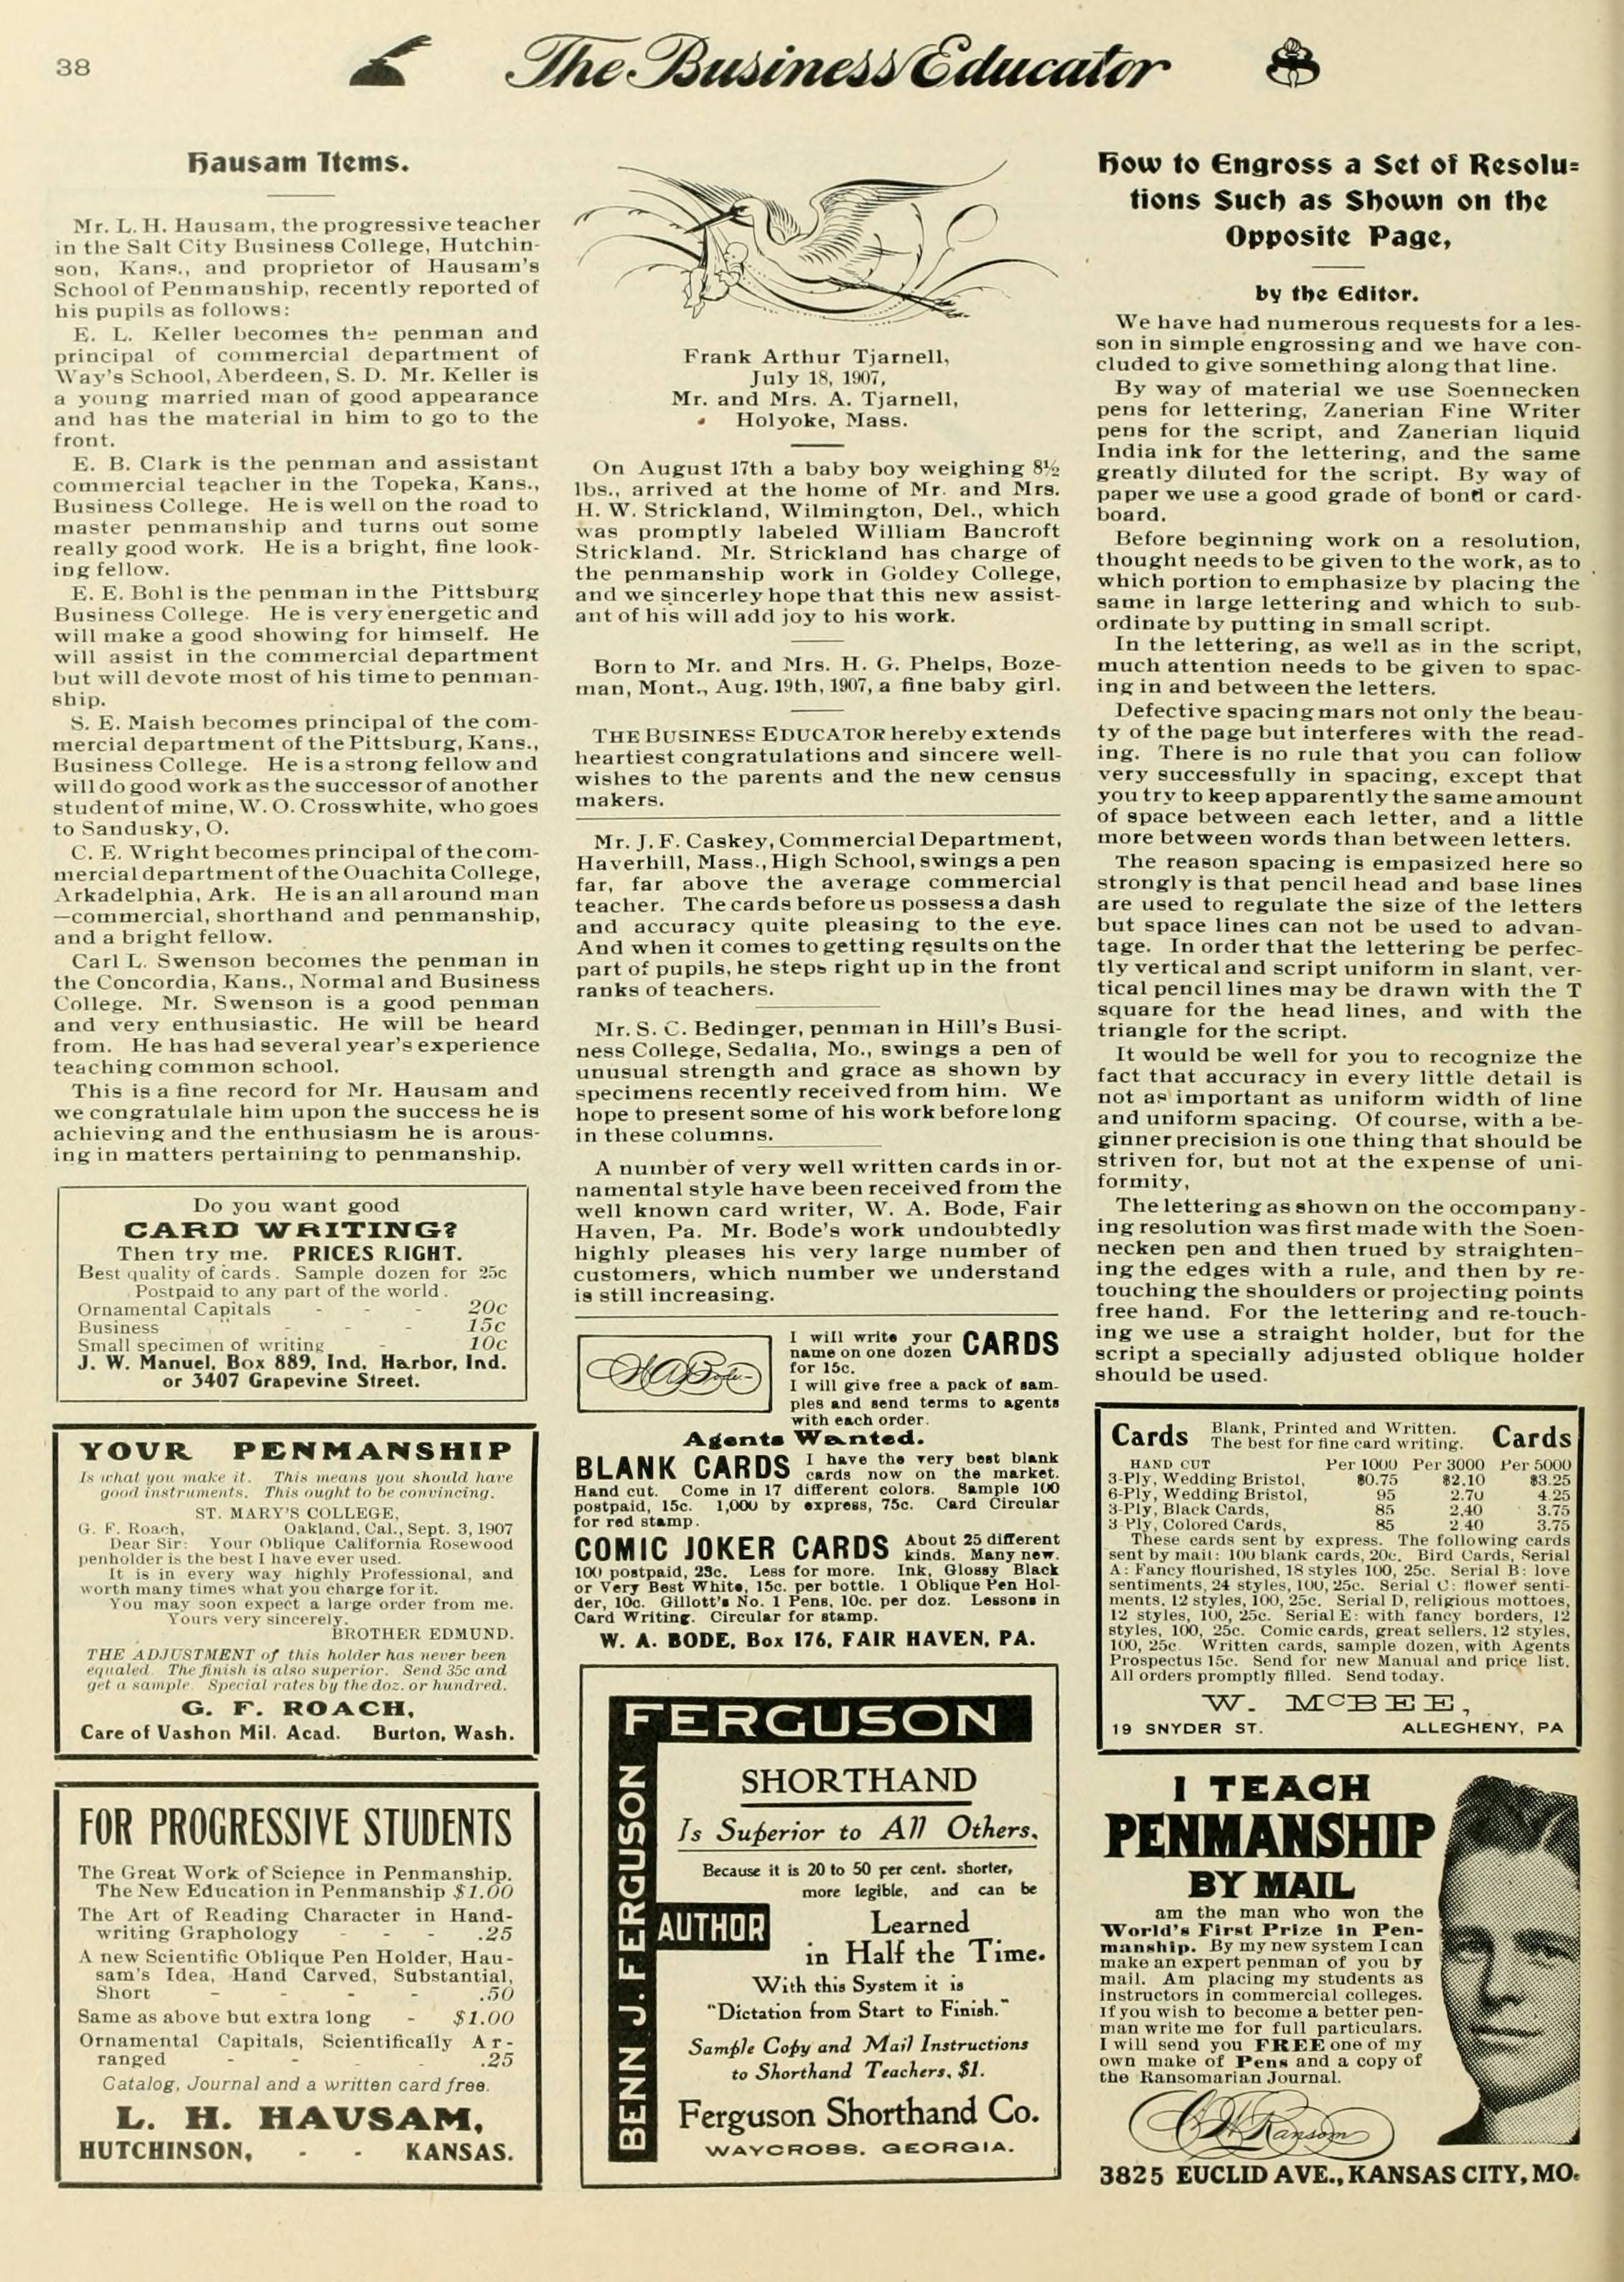 38
The Business Educator
Hausam Items.
Mr. L. H. Hausam, the progressive teacher
in the Salt City Business College, Hutchin-
son, Kans., and proprietor of Hausam's
School of Penmanship, recently reported of
his pupils as follows:
E. L. Keller becomes the penman and
principal of commercial department of
Way's School, Aberdeen, S. D. Mr. Keller is
a young married man of good appearance
and has the material in him to go to the
front.
E. B. Clark is the penman and assistant
commercial teacher in the Topeka, Kans.,
Business College. He is well on the road to
master penmanship and turns out some
really good work. He is a bright, fine look-
ing fellow.
E. E. Bohl is the penman in the Pittsburg
Business College. He is very energetic and
will make a good showing for himself. He
will assist in the commercial department
but will devote most of his time to penman-
ship.
S. E. Maish becomes principal of the com-
mercial department of the Pittsburg, Kans.,
Business College. He is a strong fellow and
will do good work as the successor of another
student of mine, W. O. Crosswhite, who goes
to Sandusky, O.
C. E. Wright becomes principal of the com-
mercial department of the Ouachita College,
Arkadelphia, Ark. He is an all around man
—commercial, shorthand and penmanship,
and a bright fellow.
Carl L. Swenson becomes the penman in
the Concordia, Kans., Normal and Business
College. Mr. Swenson is a good penman
and very enthusiastic. He will be heard
from. He has had several year's experience
teaching common school.
This is a fine record for Mr. Hausam and
we congratulale him upon the success he is
achieving and the enthusiasm he is arous-
ing in matters pertaining to penmanship.
Do you want good
CARD WRITING?
Then try me. PRICES RIGHT.
Best quality of cards. Sample dozen for 25c
Postpaid to any part of the world.
Ornamental Capitals - - - 20c
Business " - - - 15c
Small specimen of writing - 10c
J. W. Manuel, Box 889, Ind. Harbor, Ind.
or 3407 Grapevine Street.
YOUR PENMANSHIP
Is what you make it. This means you should have
good instruments. This ought to be convincing.
ST. MARY'S COLLEGE,
G. F. Roach, Oakland, Cal., Sept. 3, 1907
Dear Sir: Your Oblique California Rosewood
penholder is the best I have ever used.
It is in every way highly Professional, and
worth many times what you charge for it.
You may soon expect a large order from me.
Yours very sincerely,
BROTHER EDMUND.
THE ADJUSTMENT of this holder has never been
equaled. The finish is also superior. Send 35c and
get a sample. Special rates by the doz. or hundred.
G. F. ROACH,
Care of Vashon Mil. Acad. Burton, Wash.
FOR PROGRESSIVE STUDENTS
The Great Work of Science in Penmanship.
The New Education in Penmanship $1.00
The Art of Reading Character in Hand-
writing Graphology - - - .25
A new Scientific Oblique Pen Holder, Hau-
sam's Idea, Hand Carved, Substantial,
Short - - - - .50
Same as above but extra long - $1.00
Ornamental Capitals, Scientifically Ar-
ranged - - - - .25
Catalog, Journal and a written card free.
L. H. HAUSAM,
HUTCHINSON, - - KANSAS.
Frank Arthur Tjarnell,
July 18, 1907,
Mr. and Mrs. A. Tjarnell,
Holyoke, Mass.
On August 17th a baby boy weighing 8½
lbs., arrived at the home of Mr. and Mrs.
H. W. Strickland, Wilmington, Del., which
was promptly labeled William Bancroft
Strickland. Mr. Strickland has charge of
the penmanship work in Goldey College,
and we sincerley hope that this new assist-
ant of his will add joy to his work.
Born to Mr. and Mrs. H. G. Phelps, Boze-
man, Mont., Aug. 19th, 1907, a fine baby girl.
THE BUSINESS EDUCATOR hereby extends
heartiest congratulations and sincere well-
wishes to the parents and the new census
makers.
Mr. J. F. Caskey, Commercial Department,
Haverhill, Mass., High School, swings a pen
far, far above the average commercial
teacher. The cards before us possess a dash
and accuracy quite pleasing to the eye.
And when it comes to getting results on the
part of pupils, he steps right up in the front
ranks of teachers.
Mr. S. C. Bedinger, penman in Hill's Busi-
ness College, Sedalia, Mo., swings a pen of
unusual strength and grace as shown by
specimens recently received from him. We
hope to present some of his work before long
in these columns.
A number of very well written cards in or-
namental style have been received from the
well known card writer, W. A. Bode, Fair
Haven, Pa. Mr. Bode's work undoubtedly
highly pleases his very large number of
customers, which number we understand
is still increasing.
W. A. Bode
I will write your CARDS
name on one dozen
for 15c.
I will give free a pack of sam-
ples and send terms to agents
with each order.
Agents Wanted.
BLANK CARDS I have the very best blank
cards now on the market.
Hand cut. Come in 17 different colors. Sample 100
postpaid, 15c. 1,000 by express, 75c. Card Circular
for red stamp.
COMIC JOKER CARDS About 25 different
kinds. Many new.
100 postpaid, 23c. Less for more. Ink, Glossy Black
or Very Best White, 15c. per bottle. 1 Oblique Pen Hol-
der, 10c. Gillott's No. 1 Pens, 10c. per doz. Lessons in
Card Writing. Circular for stamp.
W. A. BODE, Box 176, FAIR HAVEN, PA.
FERGUSON
BENN J. FERGUSON
AUTHOR
SHORTHAND
Is Superior to All Others,
Because it is 20 to 50 per cent. shorter,
more legible, and can be
Learned
in Half the Time.
With this System it is
"Dictation from Start to Finish."
Sample Copy and Mail Instructions
to Shorthand Teachers, $1.
Ferguson Shorthand Co.
WAYCROSS, GEORGIA.
How to Engross a Set of Resolu=
tions Such as Shown on the
Opposite Page,
by the Editor.
We have had numerous requests for a les-
son in simple engrossing and we have con-
cluded to give something along that line.
By way of material we use Soennecken
pens for lettering, Zanerian Fine Writer
pens for the script, and Zanerian liquid
India ink for the lettering, and the same
greatly diluted for the script. By way of
paper we use a good grade of bond or card-
board.
Before beginning work on a resolution,
thought needs to be given to the work, as to
which portion to emphasize by placing the
same in large lettering and which to sub-
ordinate by putting in small script.
In the lettering, as well as in the script,
much attention needs to be given to spac-
ing in and between the letters.
Defective spacing mars not only the beau-
ty of the page but interferes with the read-
ing. There is no rule that you can follow
very successfully in spacing, except that
you try to keep apparently the same amount
of space between each letter, and a little
more between words than between letters.
The reason spacing is empasized here so
strongly is that pencil head and base lines
are used to regulate the size of the letters
but space lines can not be used to advan-
tage. In order that the lettering be perfec-
tly vertical and script uniform in slant, ver-
tical pencil lines may be drawn with the T
square for the head lines, and with the
triangle for the script.
It would be well for you to recognize the
fact that accuracy in every little detail is
not as important as uniform width of line
and uniform spacing. Of course, with a be-
ginner precision is one thing that should be
striven for, but not at the expense of uni-
formity,
The lettering as shown on the occompany-
ing resolution was first made with the Soen-
necken pen and then trued by straighten-
ing the edges with a rule, and then by re-
touching the shoulders or projecting points
free hand. For the lettering and re-touch-
ing we use a straight holder, but for the
script a specially adjusted oblique holder
should be used.
Cards Blank, Printed and Written. Cards
The best for fine card writing.
HAND CUT Per 1000 Per 3000 Per 5000
3-Ply, Wedding Bristol, $0.75 $2.10 $3.25
6-Ply, Wedding Bristol, 95 2.70 4.25
3-Ply, Black Cards, 85 2.40 3.75
3-Ply, Colored Cards, 85 2.40 3.75
These cards sent by express. The following cards
sent by mail: 100 blank cards, 20c. Bird Cards, Serial
A: Fancy flourished, 18 styles 100, 25c. Serial B: love
sentiments, 24 styles, 100, 25c. Serial C: flower senti-
ments, 12 styles, 100, 25c. Serial D, religious mottoes,
12 styles, 100, 25c. Serial E: with fancy borders, 12
styles, 100, 25c. Comic cards, great sellers, 12 styles,
100, 25c. Written cards, sample dozen, with Agents
Prospectus 15c. Send for new Manual and price list.
All orders promptly filled. Send today.
W. McBEE,
19 SNYDER ST. ALLEGHENY, PA
I TEACH
PENMANSHIP
BY MAIL
am the man who won the
World's First Prize in Pen-
manship. By my new system I can
make an expert penman of you by
mail. Am placing my students as
instructors in commercial colleges.
If you wish to become a better pen-
man write me for full particulars.
I will send you FREE one of my
own make of Pens and a copy of
the Ransomarian Journal.
C. W. Ransom
3825 EUCLID AVE., KANSAS CITY, MO.